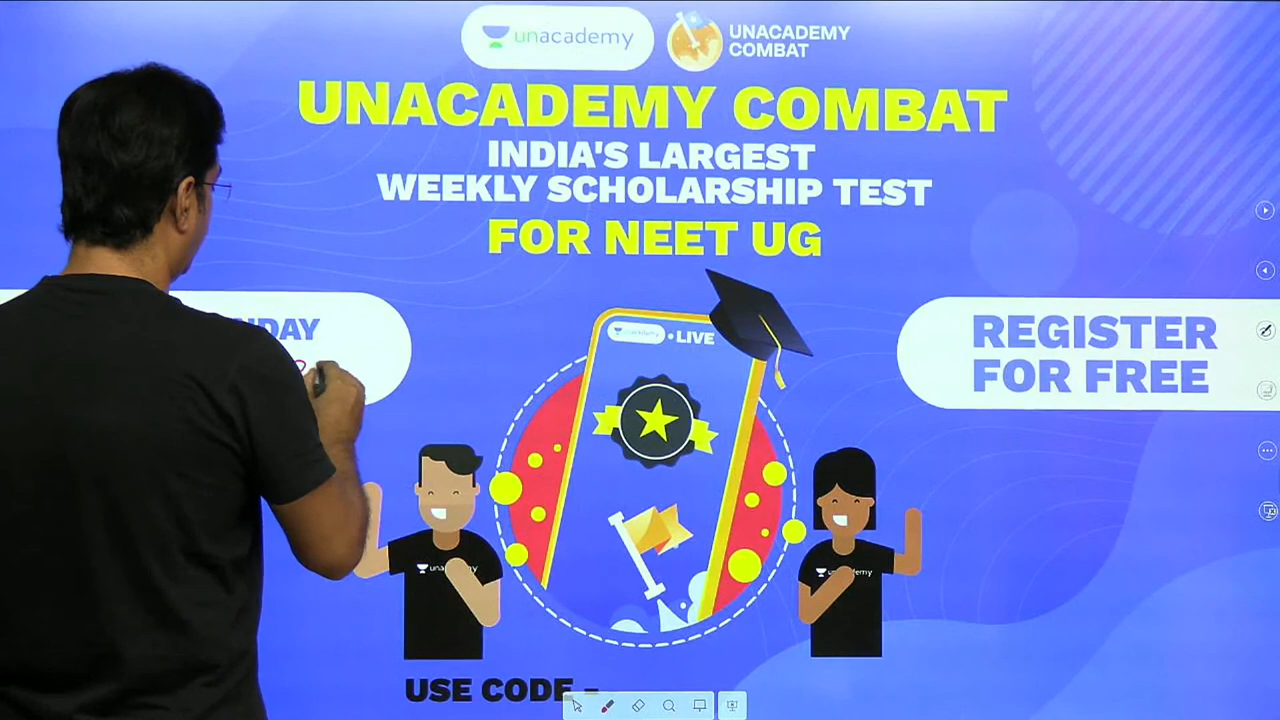 unacademy
UNACADEMY
COMBAT
UNACADEMY COMBAT
INDIA'S LARGEST
WEEKLY SCHOLARSHIP TEST
FOR NEET UG
unacademy • LIVE
REGISTER
FOR FREE
USE CODE -